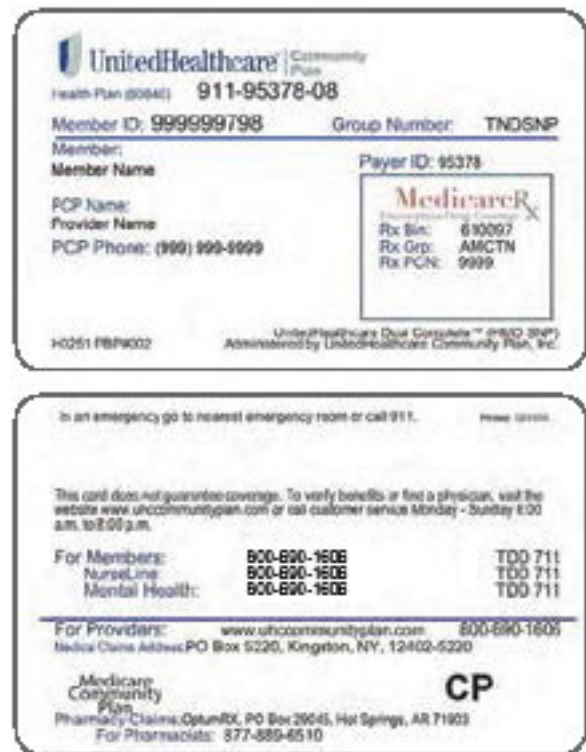 UnitedHealthcare Community Plan
Health Plan (80840) 911-95378-08
Member ID: 999999798 Group Number: TNDSNP
Member:
Member Name
Payer ID: 95378
PCP Name:
Provider Name
PCP Phone: (999) 999-9999
MedicareRx
Prescription Drug Coverage
Rx Bin: 610097
Rx Grp: AMCTN
Rx PCN: 9999
H0251 PBP#002
UnitedHealthcare Dual Complete™ (HMO SNP)
Administered by UnitedHealthcare Community Plan, Inc.
In an emergency go to nearest emergency room or call 911.
This card does not guarantee coverage. To verify benefits or find a physician, visit the
website www.uhccommunityplan.com or call customer service Monday - Sunday 8:00
a.m. to 8:00 p.m.
For Members: 800-690-1606 TDD 711
NurseLine: 800-690-1606 TDD 711
Mental Health: 800-690-1606 TDD 711
For Providers: www.uhccommunityplan.com 800-690-1606
Medical Claims Address: PO Box 5220, Kingston, NY, 12402-5220
Medicare
Community
Plan
CP
Pharmacy Claims: OptumRX, PO Box 29045, Hot Springs, AR 71903
For Pharmacists: 877-889-6510